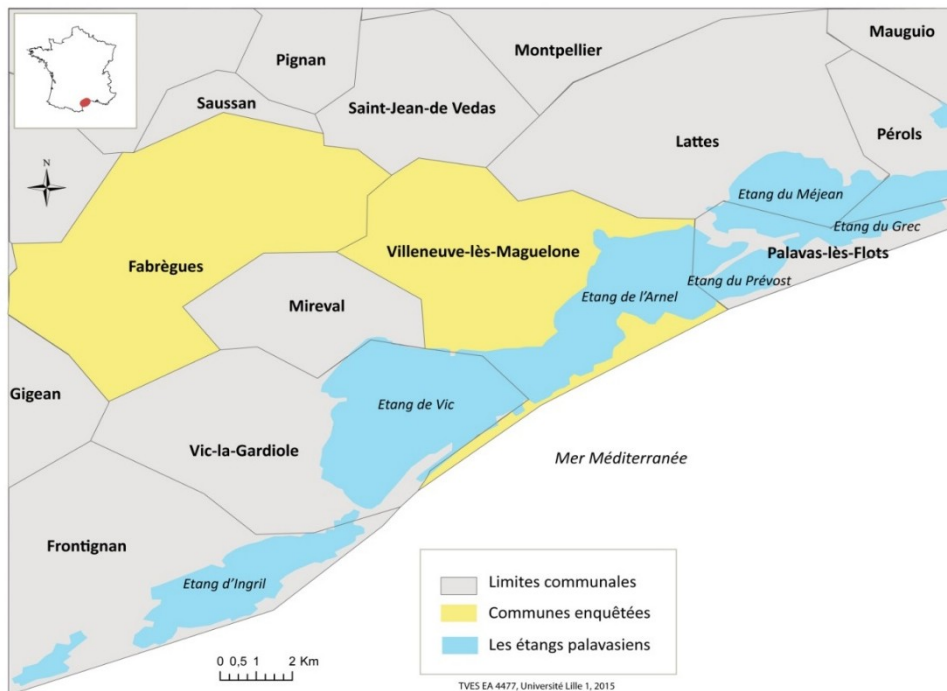 Mauguio
Montpellier
Pignan
Saussan
Saint-Jean-de Vedas
Lattes
Pérols
N
Etang du Méjean
Etang du Grec
Villeneuve-lès-Maguelone
Palavas-lès-Flots
Fabrègues
Etang du Prévost
Etang de l'Arnel
Mireval
Gigean
Etang de Vic
Vic-la-Gardiole
Mer Méditerranée
Frontignan
Etang d'Ingril
Limites communales
Communes enquêtées
Les étangs palavasiens
0 0,5 1 2 Km
TVES EA 4477, Université Lille 1, 2015